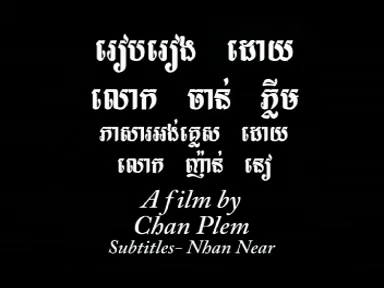 រៀបរៀង ដោយ
លោក ចាន់ ភ្លីម
ភាសារអង់គ្លេស ដោយ
លោក ញ៉ាន់ នៀ
A film by
Chan Plem
Subtitles- Nhan Near